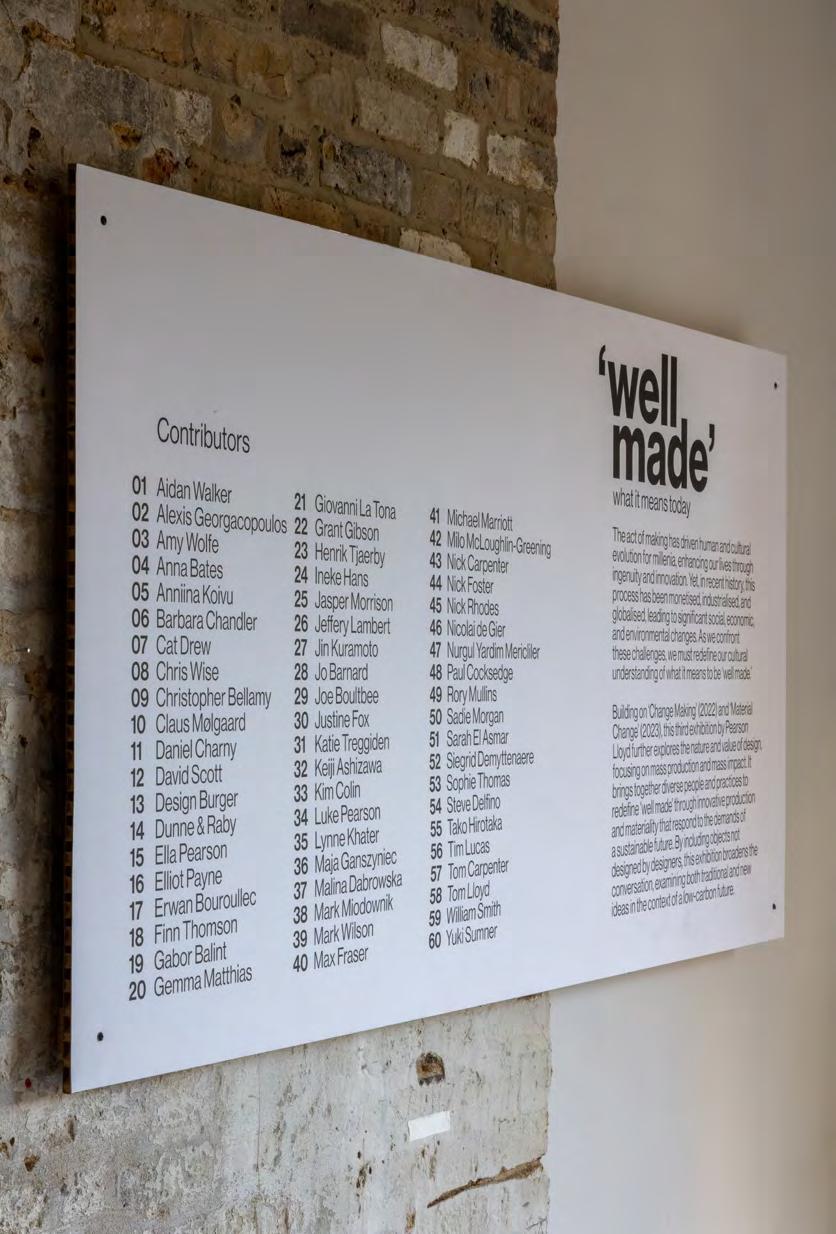 Contributors
01 Aidan Walker
02 Alexis Georgacopoulos
03 Amy Wolfe
04 Anna Bates
05 Anniina Koivu
06 Barbara Chandler
07 Cat Drew
08 Chris Wise
09 Christopher Bellamy
10 Claus Mølgaard
11 Daniel Charny
12 David Scott
13 Design Burger
14 Dunne & Raby
15 Ella Pearson
16 Elliot Payne
17 Erwan Bouroullec
18 Finn Thomson
19 Gabor Balint
20 Gemma Matthias
21 Giovanni La Tona
22 Grant Gibson
23 Henrik Tjaerby
24 Ineke Hans
25 Jasper Morrison
26 Jeffery Lambert
27 Jin Kuramoto
28 Jo Barnard
29 Joe Boultbee
30 Justine Fox
31 Katie Treggiden
32 Keiji Ashizawa
33 Kim Colin
34 Luke Pearson
35 Lynne Khater
36 Maja Ganszyniec
37 Malina Dabrowska
38 Mark Miodownik
39 Mark Wilson
40 Max Fraser
41 Michael Marriott
42 Milo McLoughlin-Greening
43 Nick Carpenter
44 Nick Foster
45 Nick Rhodes
46 Nicolai de Gier
47 Nurgul Yardim Mericliler
48 Paul Cocksedge
49 Rory Mullins
50 Sadie Morgan
51 Sarah El Asmar
52 Siegrid Demyttenaere
53 Sophie Thomas
54 Steve Delfino
55 Tako Hirotaka
56 Tim Lucas
57 Tom Carpenter
58 Tom Lloyd
59 William Smith
60 Yuki Sumner
‘well
made’
what it means today
The act of making has driven human and cultural
evolution for millenia, enhancing our lives through
ingenuity and innovation. Yet, in recent history, this
process has been monetised, industrialised, and
globalised, leading to significant social, economic,
and environmental changes. As we confront
these challenges, we must redefine our cultural
understanding of what it means to be ‘well made.’
Building on ‘Change Making’ (2022) and ‘Material
Change’ (2023), this third exhibition by Pearson
Lloyd further explores the nature and value of design,
focusing on mass production and mass impact. It
brings together diverse people and practices to
redefine ‘well made’ through innovative production
and materiality that respond to the demands of
a sustainable future. By including objects not
designed by designers, this exhibition broadens the
conversation, examining both traditional and new
ideas in the context of a low-carbon future.